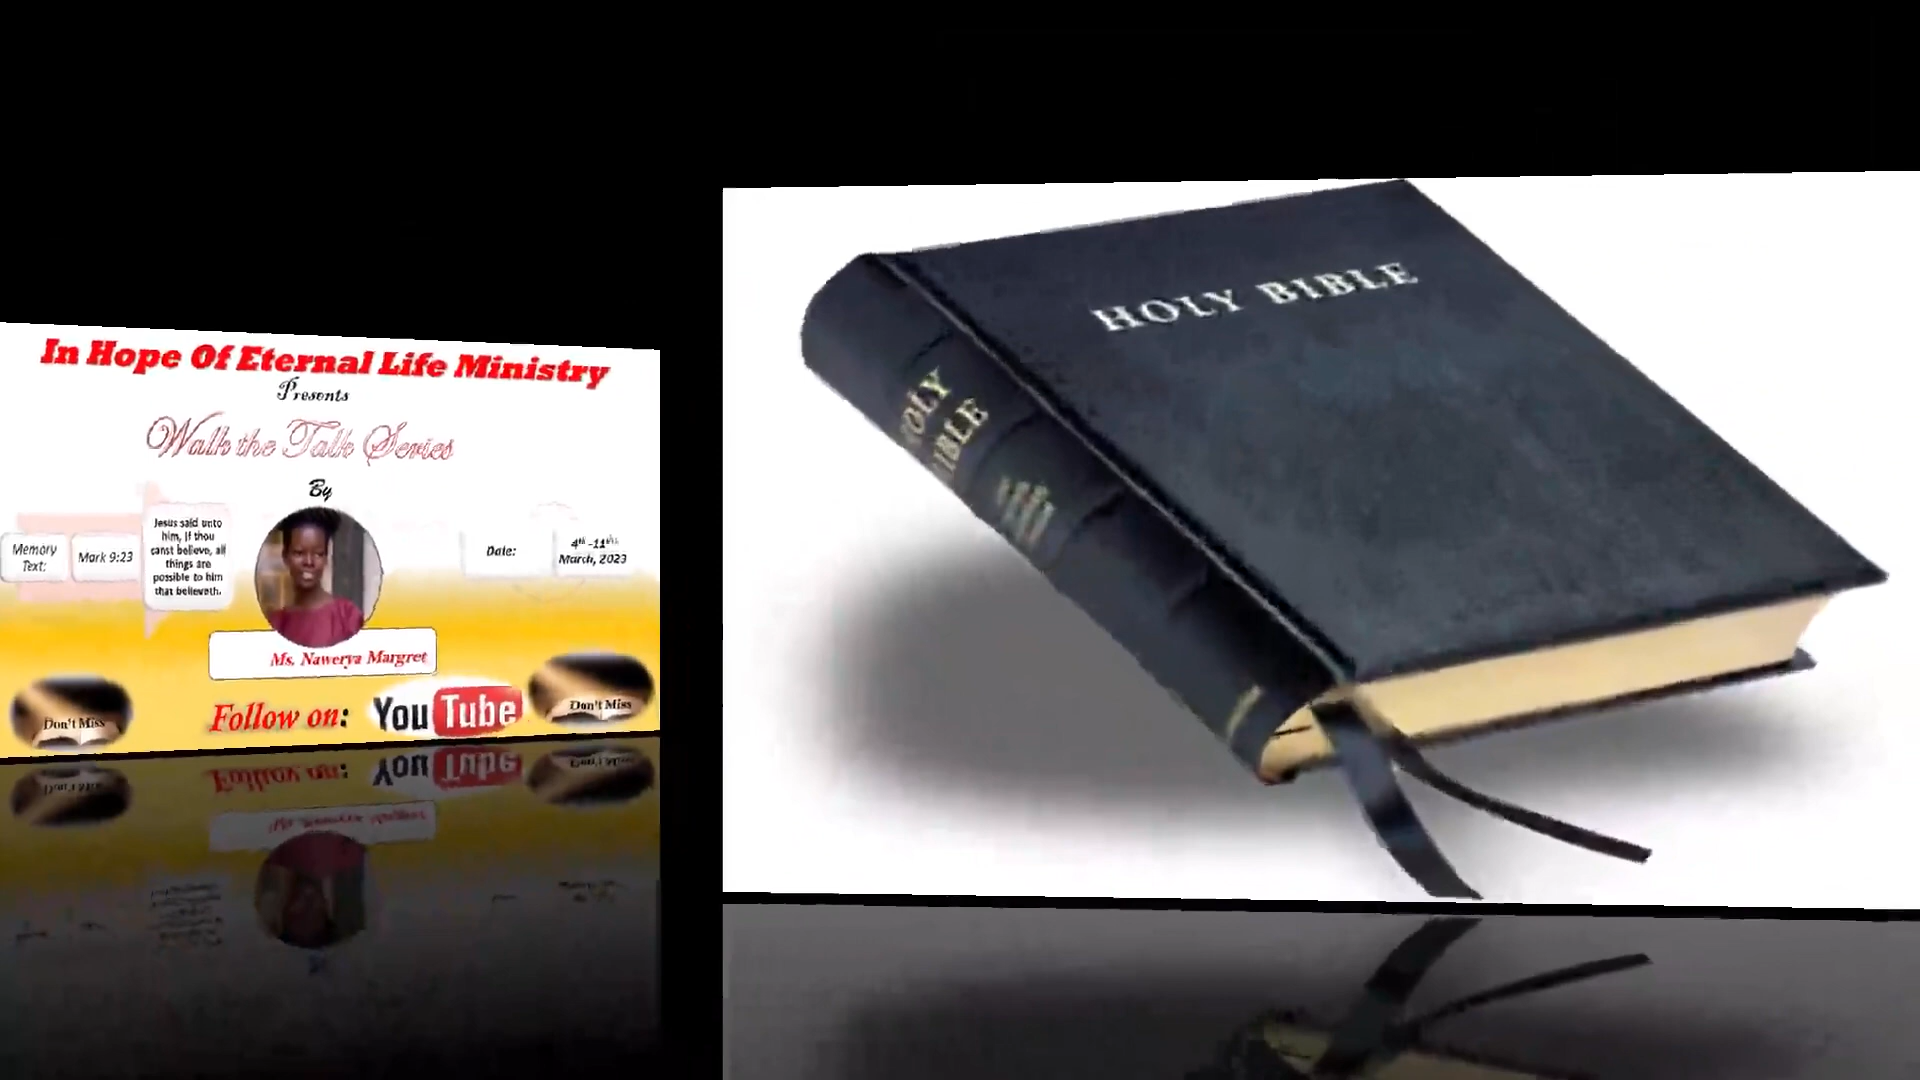 In Hope Of Eternal Life Ministry
Presents
Walk the Talk Series
By
Memory
Text:
Mark 9:23
Jesus said unto
him, If thou
canst believe, all
things are
possible to him
that believeth.
Date:
4th -11th,
March, 2023
Ms. Nawerya Margret
Don't Miss
Follow on:
You Tube
Don't Miss
HOLY BIBLE
HOLY
BIBLE